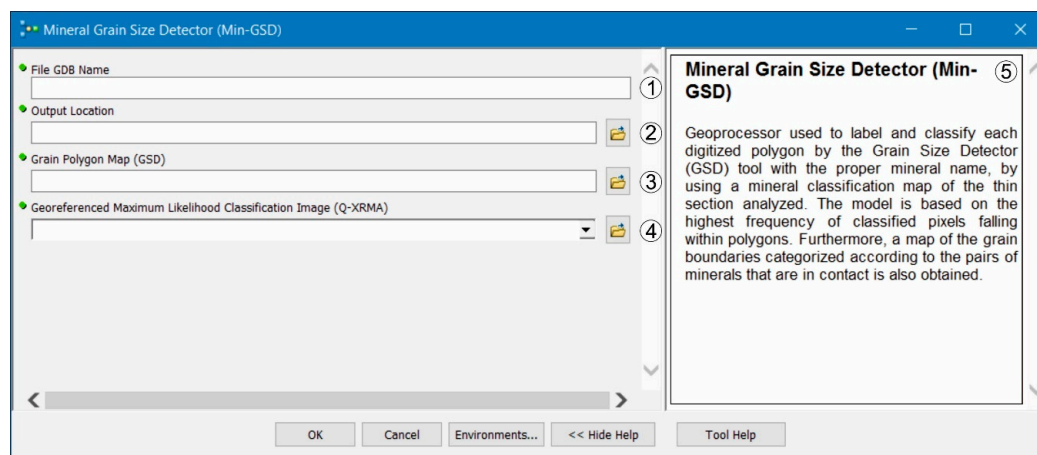 Mineral Grain Size Detector (Min-GSD)
File GDB Name
①
Output Location
②
Grain Polygon Map (GSD)
③
Georeferenced Maximum Likelihood Classification Image (Q-XRMA)
④
Mineral Grain Size Detector (Min-
GSD)
⑤
Geoprocessor used to label and classify each
digitized polygon by the Grain Size Detector
(GSD) tool with the proper mineral name, by
using a mineral classification map of the thin
section analyzed. The model is based on the
highest frequency of classified pixels falling
within polygons. Furthermore, a map of the grain
boundaries categorized according to the pairs of
minerals that are in contact is also obtained.
OK
Cancel
Environments...
<< Hide Help
Tool Help